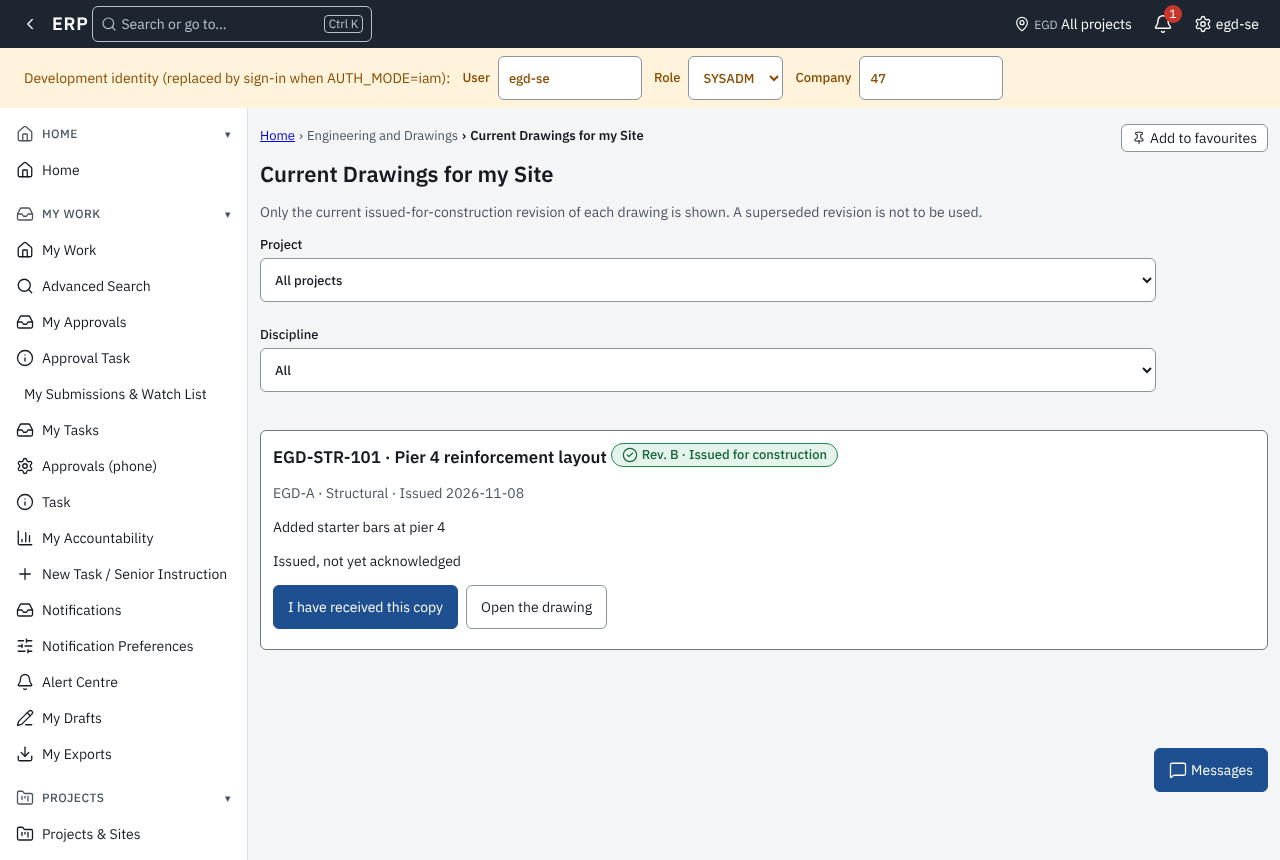 ERP
Search or go to...
Ctrl K
EGD All projects
1
egd-se
Development identity (replaced by sign-in when AUTH_MODE=iam): User egd-se Role SYSADM Company 47
HOME
Home
MY WORK
My Work
Advanced Search
My Approvals
Approval Task
My Submissions & Watch List
My Tasks
Approvals (phone)
Task
My Accountability
New Task / Senior Instruction
Notifications
Notification Preferences
Alert Centre
My Drafts
My Exports
PROJECTS
Projects & Sites
Home › Engineering and Drawings › Current Drawings for my Site
Add to favourites
Current Drawings for my Site
Only the current issued-for-construction revision of each drawing is shown. A superseded revision is not to be used.
Project
All projects
Discipline
All
EGD-STR-101 · Pier 4 reinforcement layout Rev. B · Issued for construction
EGD-A · Structural · Issued 2026-11-08
Added starter bars at pier 4
Issued, not yet acknowledged
I have received this copy
Open the drawing
Messages